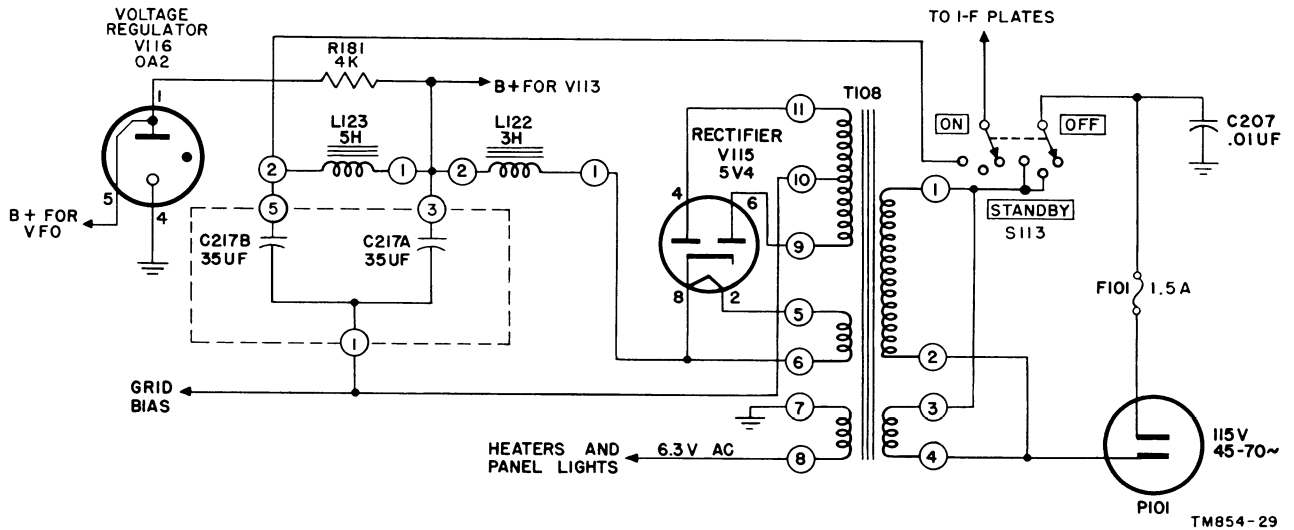 VOLTAGE
REGULATOR
V116
OA2
1
5
4
B+ FOR
VFO
R181
4K
B+FOR V113
L123
5H
L122
3H
2
1
2
1
5
3
C217B
35UF
C217A
35UF
1
GRID
BIAS
RECTIFIER
V115
5V4
4
6
8
2
T108
11
10
9
5
6
7
8
1
2
3
4
HEATERS AND
PANEL LIGHTS
6.3V AC
TO I-F PLATES
ON
OFF
STANDBY
S113
C207
.01UF
F101
1.5A
115V
45-70~
P101
TM854-29